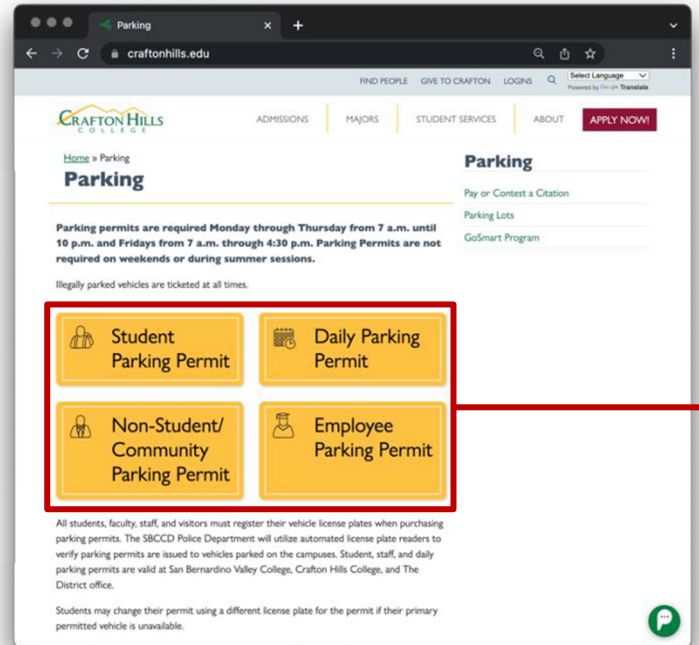 Parking
craftonhills.edu
FIND PEOPLE GIVE TO CRAFTON LOGINS Select Language
Powered by Google Translate
CRAFTON HILLS
COLLEGE
ADMISSIONS MAJORS STUDENT SERVICES ABOUT APPLY NOW!
Home » Parking
Parking
Parking permits are required Monday through Thursday from 7 a.m. until
10 p.m. and Fridays from 7 a.m. through 4:30 p.m. Parking Permits are not
required on weekends or during summer sessions.
Illegally parked vehicles are ticketed at all times.
Student
Parking Permit
Daily Parking
Permit
Non-Student/
Community
Parking Permit
Employee
Parking Permit
All students, faculty, staff, and visitors must register their vehicle license plates when purchasing
parking permits. The SBCCD Police Department will utilize automated license plate readers to
verify parking permits are issued to vehicles parked on the campuses. Student, staff, and daily
parking permits are valid at San Bernardino Valley College, Crafton Hills College, and The
District office.
Students may change their permit using a different license plate for the permit if their primary
permitted vehicle is unavailable.
Parking
Pay or Contest a Citation
Parking Lots
GoSmart Program